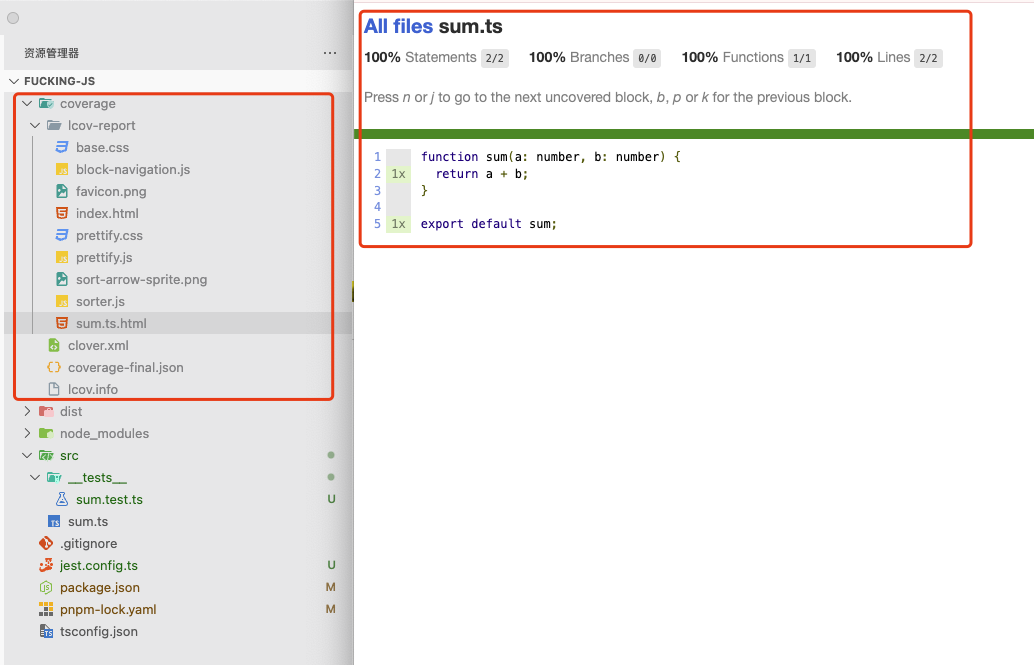 资源管理器 ···
FUCKING-JS
coverage
lcov-report
base.css
block-navigation.js
favicon.png
index.html
prettify.css
prettify.js
sort-arrow-sprite.png
sorter.js
sum.ts.html
clover.xml
coverage-final.json
lcov.info
dist
node_modules
src
__tests__
sum.test.ts U
sum.ts
.gitignore
jest.config.ts U
package.json M
pnpm-lock.yaml M
tsconfig.json
All files sum.ts
100% Statements 2/2 100% Branches 0/0 100% Functions 1/1 100% Lines 2/2
Press n or j to go to the next uncovered block, b, p or k for the previous block.
1 function sum(a: number, b: number) {
2 1x return a + b;
3 }
4
5 1x export default sum;